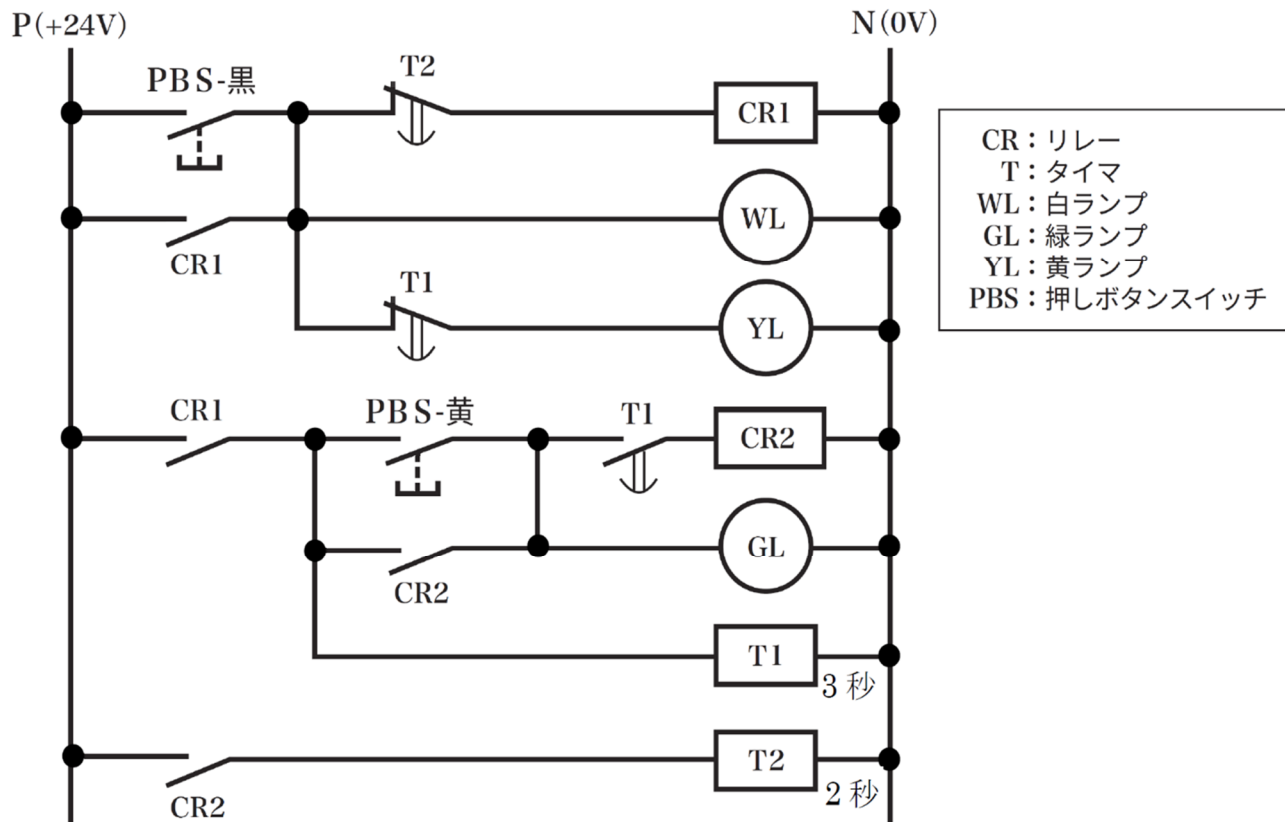 P(+24V)
N(0V)
PBS-黒
T2
CR1
CR1
WL
T1
YL
CR1
PBS-黄
T1
CR2
CR2
GL
T1
3秒
CR2
T2
2秒
CR：リレー
T：タイマ
WL：白ランプ
GL：緑ランプ
YL：黄ランプ
PBS：押しボタンスイッチ